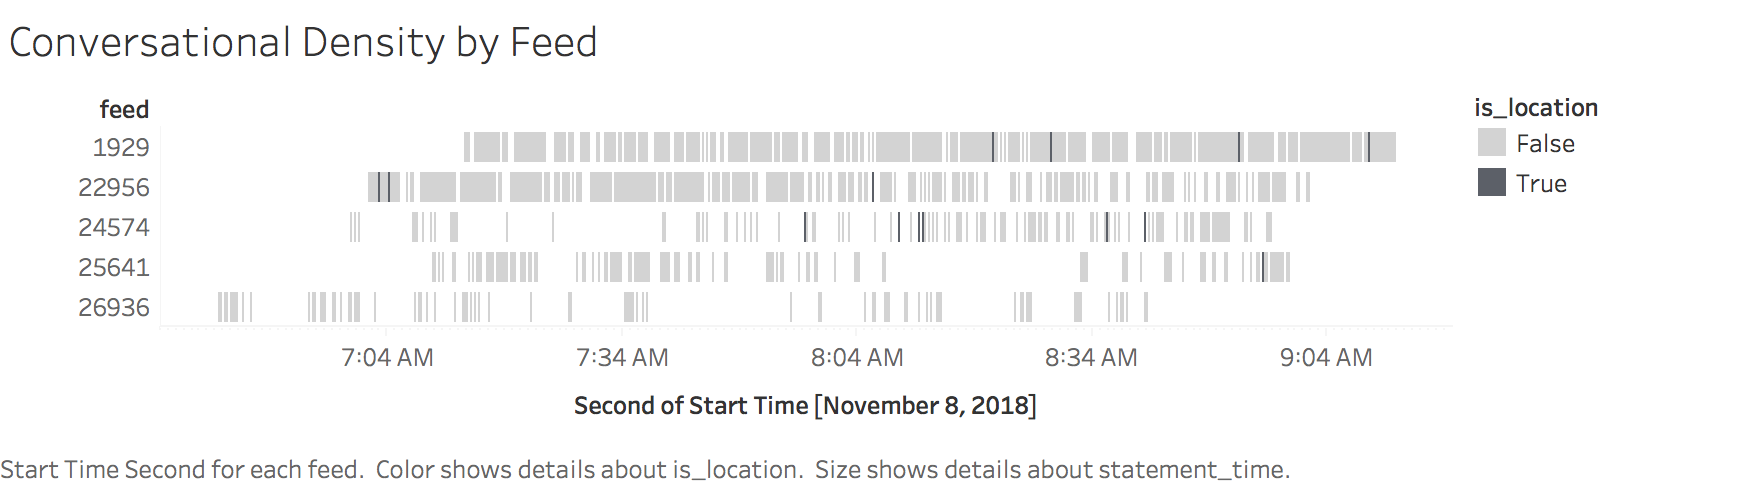 Conversational Density by Feed
feed
is_location
1929
False
22956
True
24574
25641
26936
7:04 AM 7:34 AM 8:04 AM 8:34 AM 9:04 AM
Second of Start Time [November 8, 2018]
Start Time Second for each feed. Color shows details about is_location. Size shows details about statement_time.